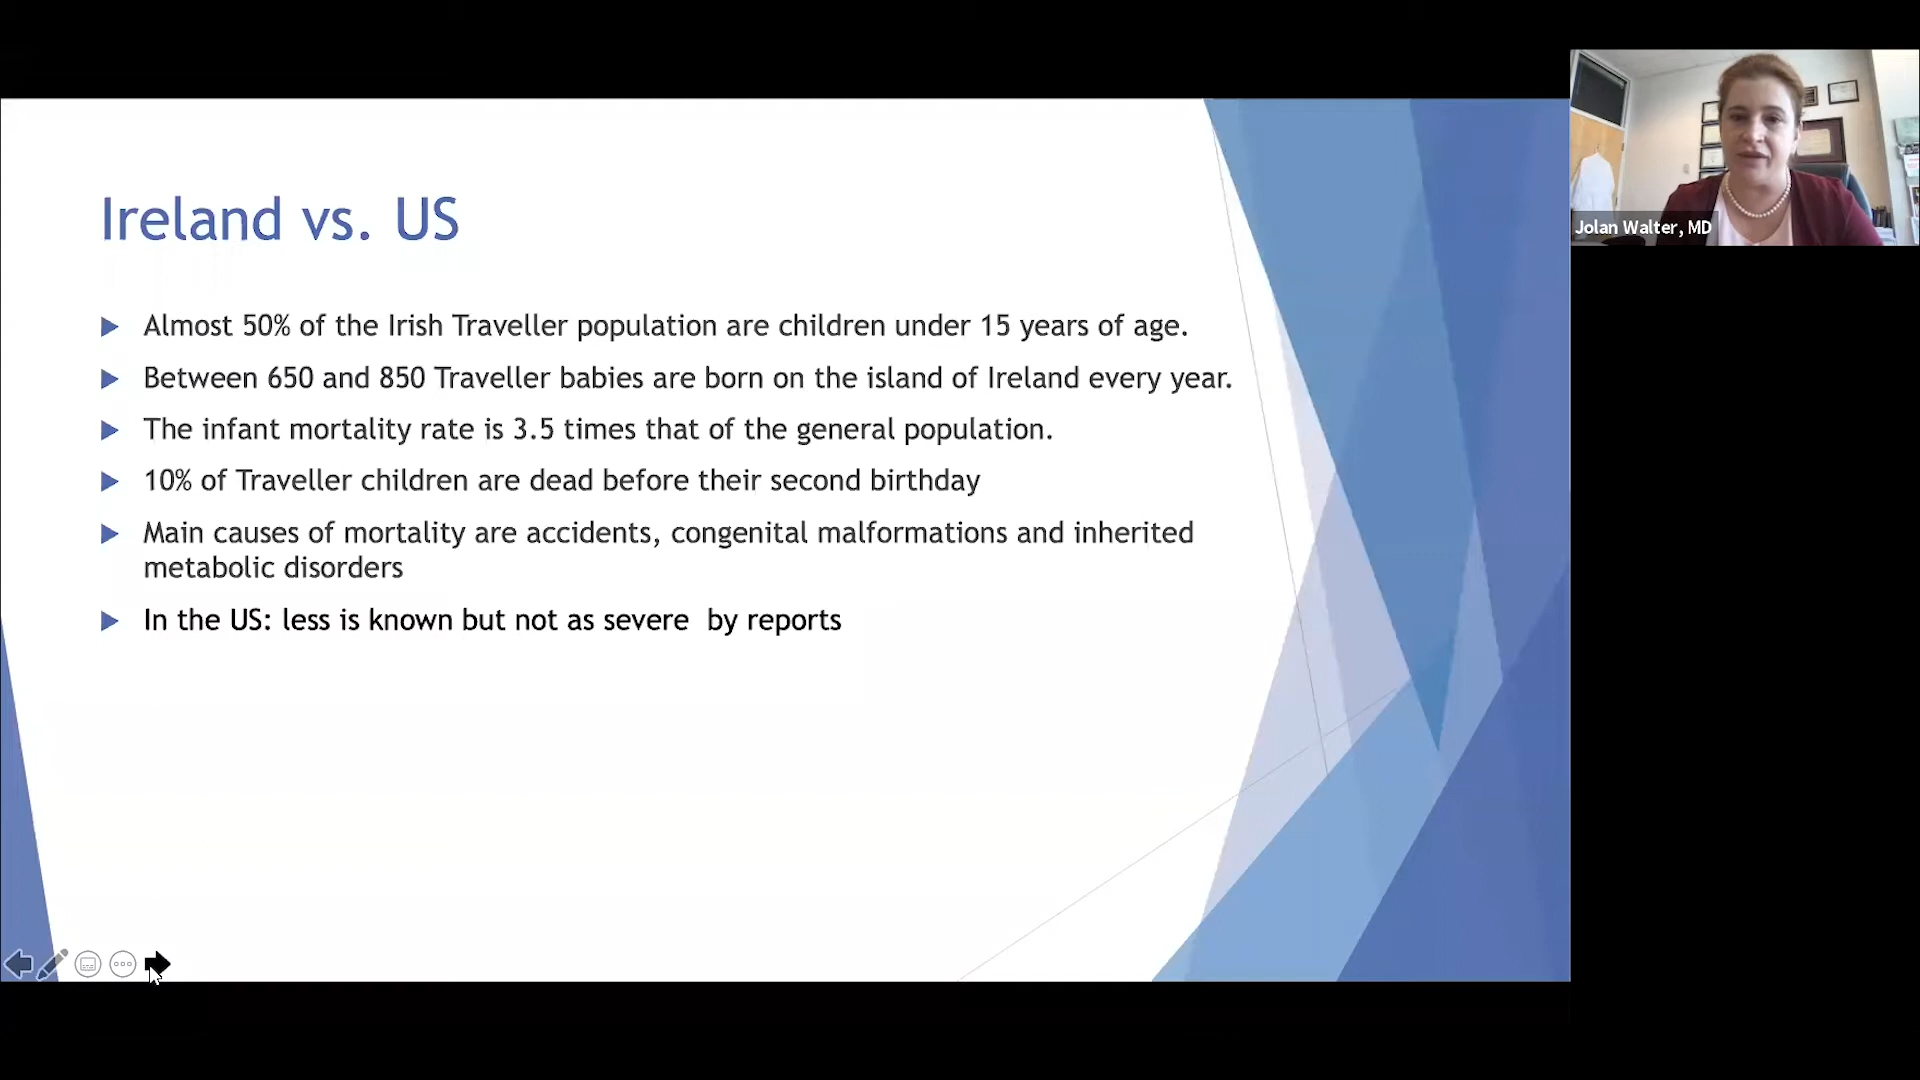 Ireland vs. US
Almost 50% of the Irish Traveller population are children under 15 years of age.
Between 650 and 850 Traveller babies are born on the island of Ireland every year.
The infant mortality rate is 3.5 times that of the general population.
10% of Traveller children are dead before their second birthday
Main causes of mortality are accidents, congenital malformations and inherited
metabolic disorders
In the US: less is known but not as severe  by reports
Jolan Walter, MD